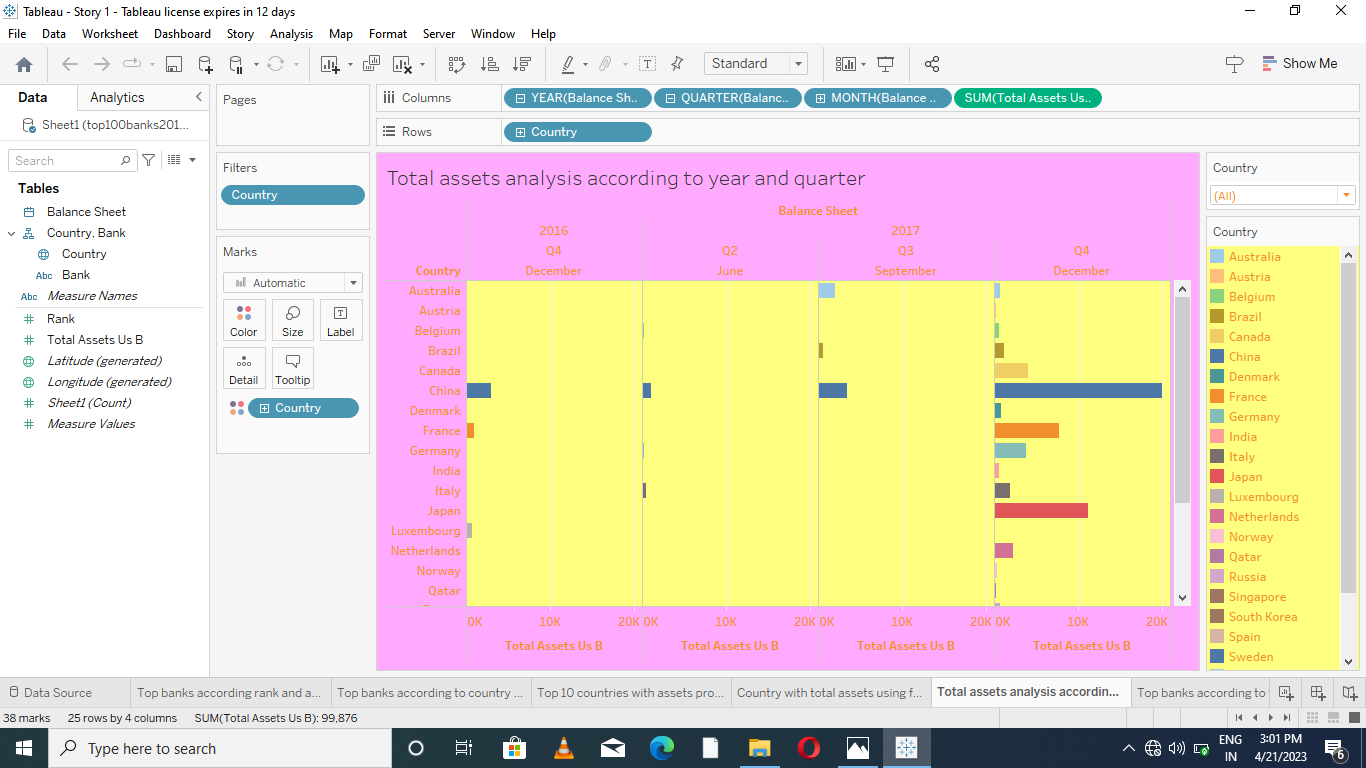 Tableau - Story 1 - Tableau license expires in 12 days
File Data Worksheet Dashboard Story Analysis Map Format Server Window Help
Standard
Show Me
Data Analytics
Sheet1 (top100banks201...
Search
Tables
Balance Sheet
Country, Bank
Country
Abc Bank
Abc Measure Names
Rank
Total Assets Us B
Latitude (generated)
Longitude (generated)
Sheet1 (Count)
Measure Values
Pages
Filters
Country
Marks
Automatic
Color Size Label
Detail Tooltip
Country
Columns YEAR(Balance Sh.. QUARTER(Balanc.. MONTH(Balance .. SUM(Total Assets Us..
Rows Country
Total assets analysis according to year and quarter
Balance Sheet
2016 2017
Q4 Q2 Q3 Q4
Country December June September December
Australia
Austria
Belgium
Brazil
Canada
China
Denmark
France
Germany
India
Italy
Japan
Luxembourg
Netherlands
Norway
Qatar
0K 10K 20K 0K 10K 20K 0K 10K 20K 0K 10K 20K
Total Assets Us B Total Assets Us B Total Assets Us B Total Assets Us B
Country
(All)
Country
Australia
Austria
Belgium
Brazil
Canada
China
Denmark
France
Germany
India
Italy
Japan
Luxembourg
Netherlands
Norway
Qatar
Russia
Singapore
South Korea
Spain
Sweden
Data Source Top banks according rank and a... Top banks according to country ... Top 10 countries with assets pro... Country with total assets using f... Total assets analysis accordin... Top banks according to
38 marks 25 rows by 4 columns SUM(Total Assets Us B): 99,876
Type here to search
ENG
IN
3:01 PM
4/21/2023
6